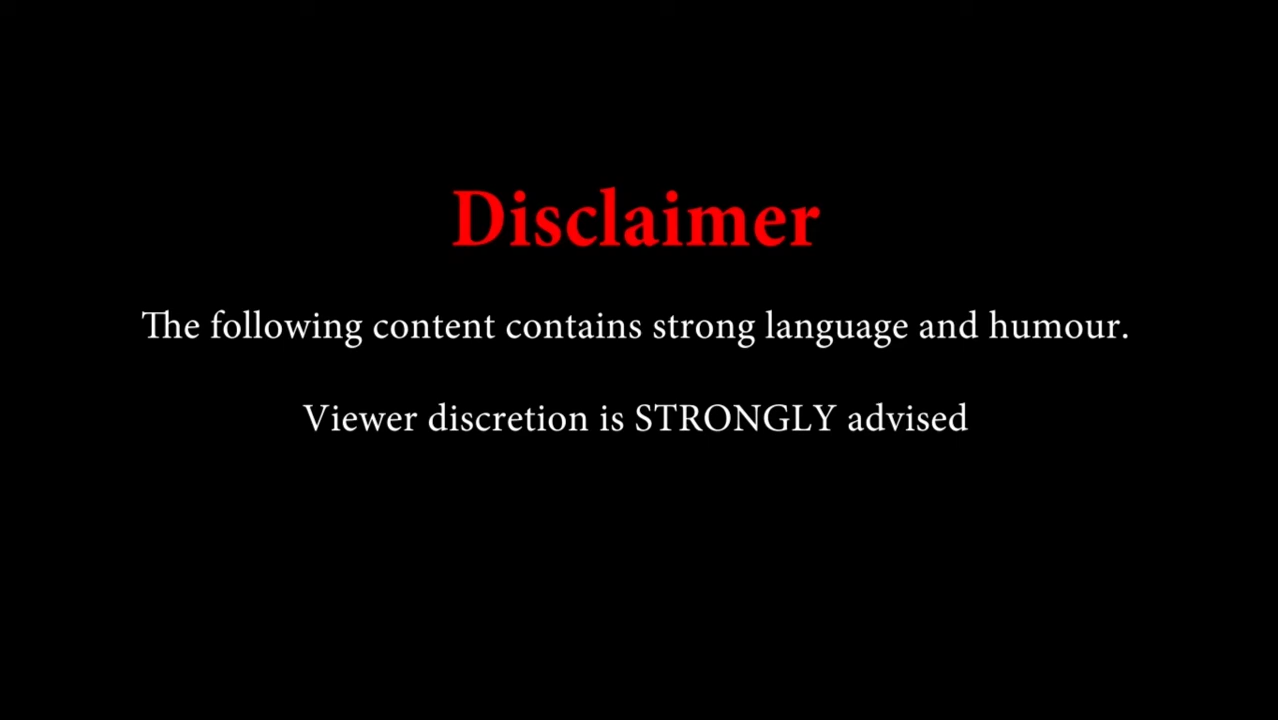 Disclaimer
The following content contains strong language and humour.
Viewer discretion is STRONGLY advised